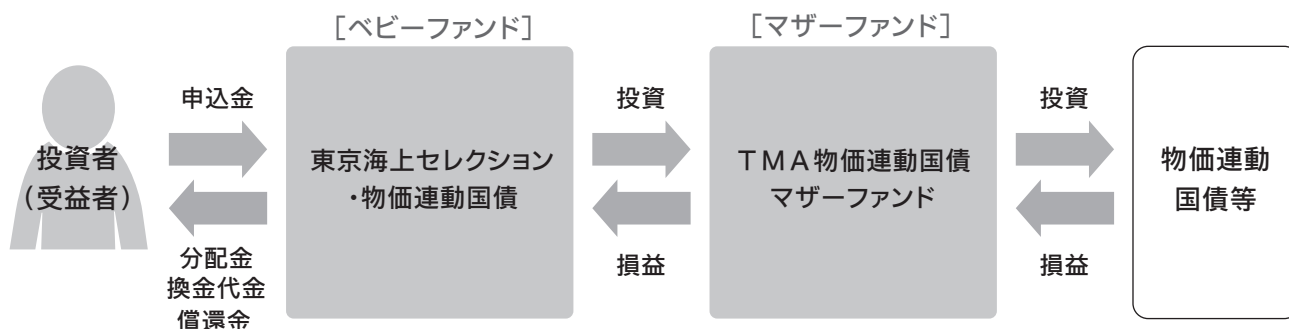 ［ベビーファンド］
［マザーファンド］
投資者
（受益者）
申込金
分配金
換金代金
償還金
東京海上セレクション
・物価連動国債
投資
損益
ＴＭＡ物価連動国債
マザーファンド
投資
損益
物価連動
国債等